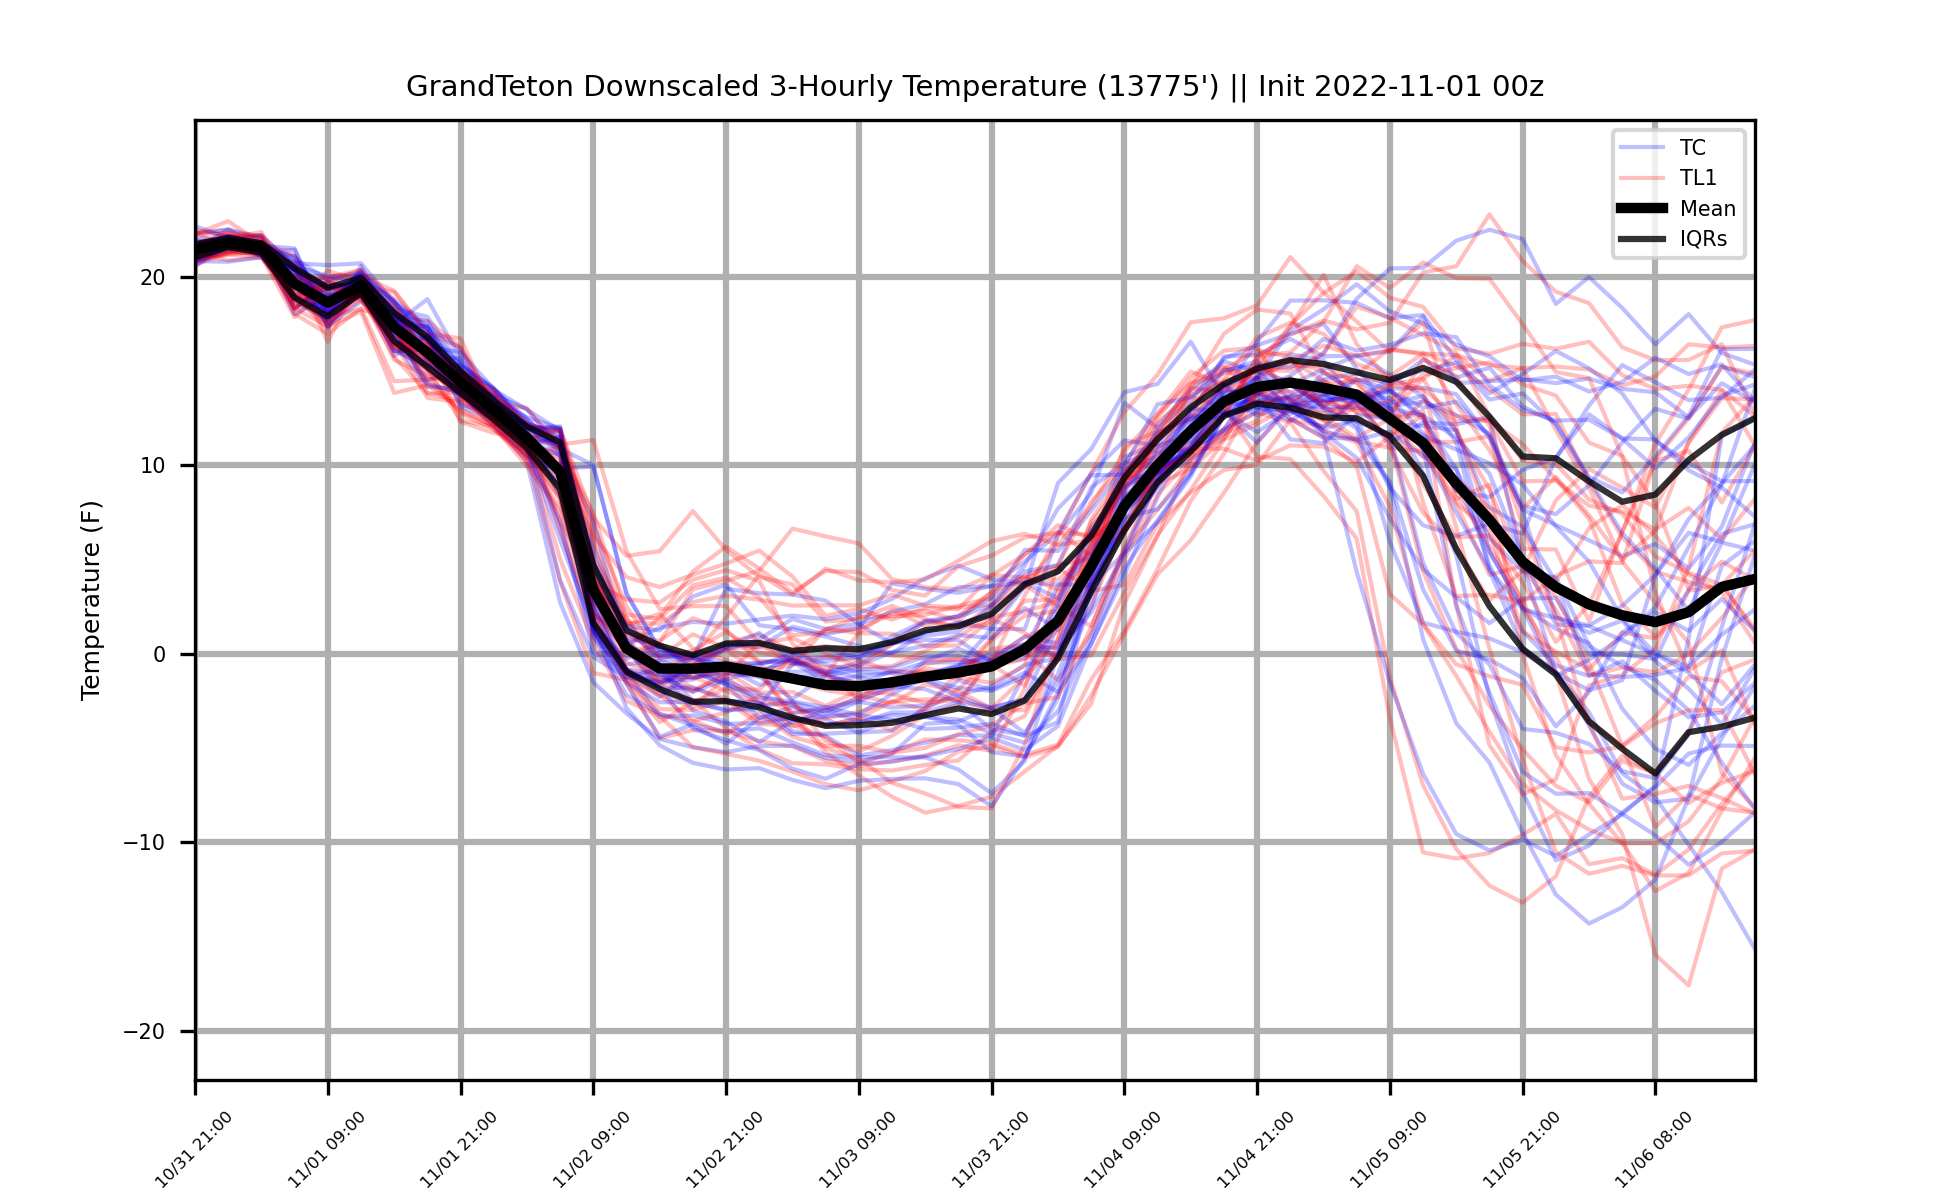 GrandTeton Downscaled 3-Hourly Temperature (13775') || Init 2022-11-01 00z
TC
TL1
Mean
IQRs
Temperature (F)
20
10
0
−10
−20
10/31 21:00
11/01 09:00
11/01 21:00
11/02 09:00
11/02 21:00
11/03 09:00
11/03 21:00
11/04 09:00
11/04 21:00
11/05 09:00
11/05 21:00
11/06 08:00